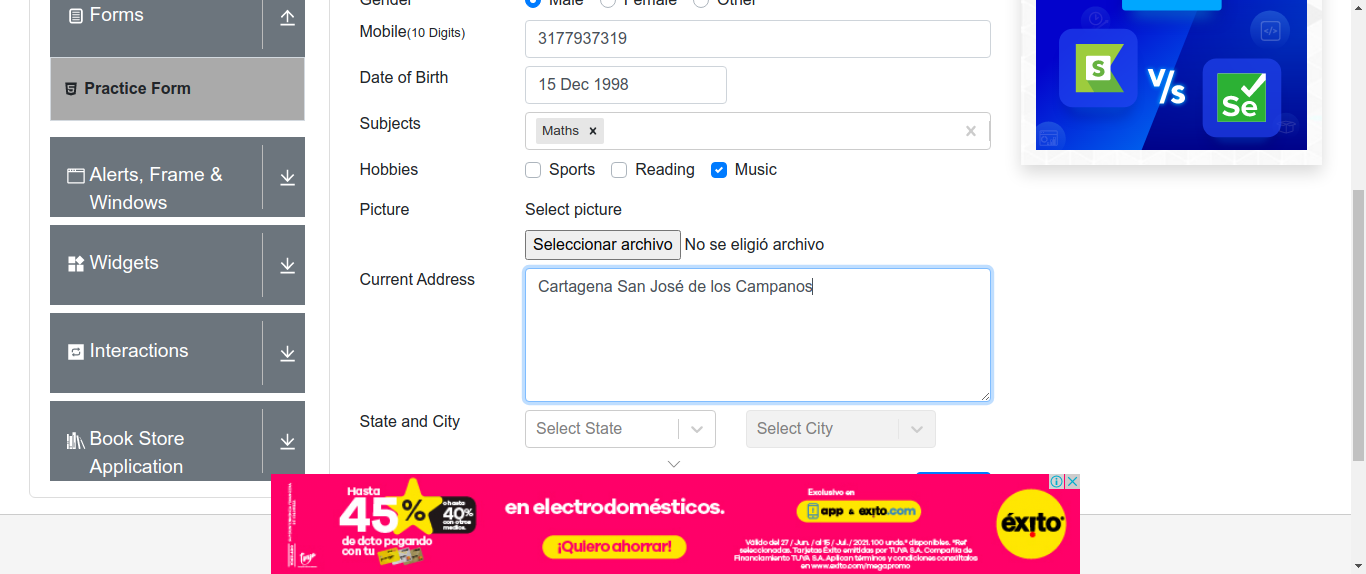 Forms
Practice Form
Alerts, Frame &
Windows
Widgets
Interactions
Book Store
Application
Gender Male Female Other
Mobile(10 Digits) 3177937319
Date of Birth 15 Dec 1998
Subjects Maths ×
Hobbies Sports Reading Music
Picture Select picture
Seleccionar archivo No se eligió archivo
Current Address Cartagena San José de los Campanos
State and City Select State Select City
S V/s Se
Hasta
45% o hasta
40%
con otros
medios.
de dcto pagando
con tu
en electrodomésticos.
¡Quiero ahorrar!
Exclusivo en
app & exito.com
Válido del 27 / Jun. / al 15 / Jul. / 2021. 100 unds.* disponibles. *Ref
seleccionadas. Tarjetas Éxito emitidas por TUYA S.A. Compañía de
Financiamiento TUYA S.A. Aplican términos y condiciones consúltalos
en www.exito.com/megapromo
éxito